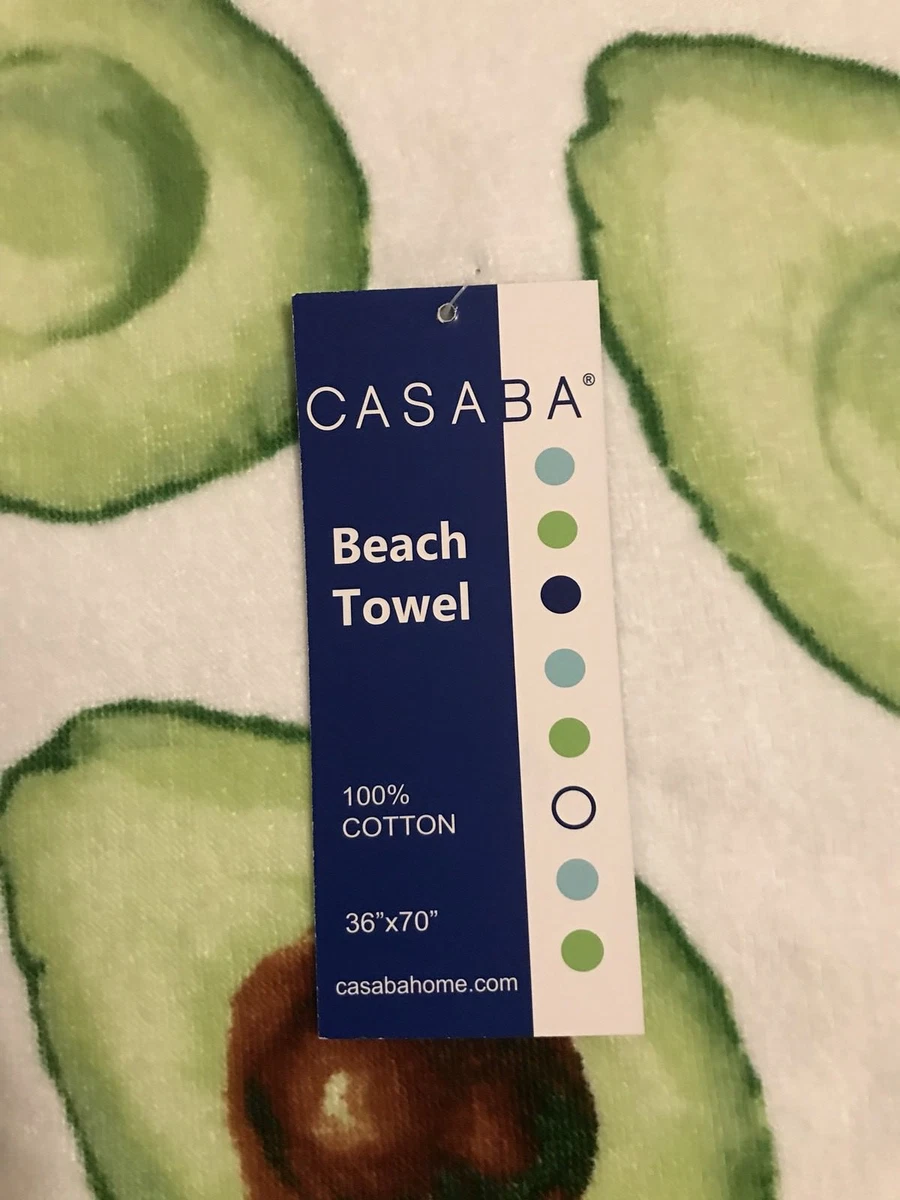 CASABA®
Beach
Towel
100%
COTTON
36”x70”
casabahome.com